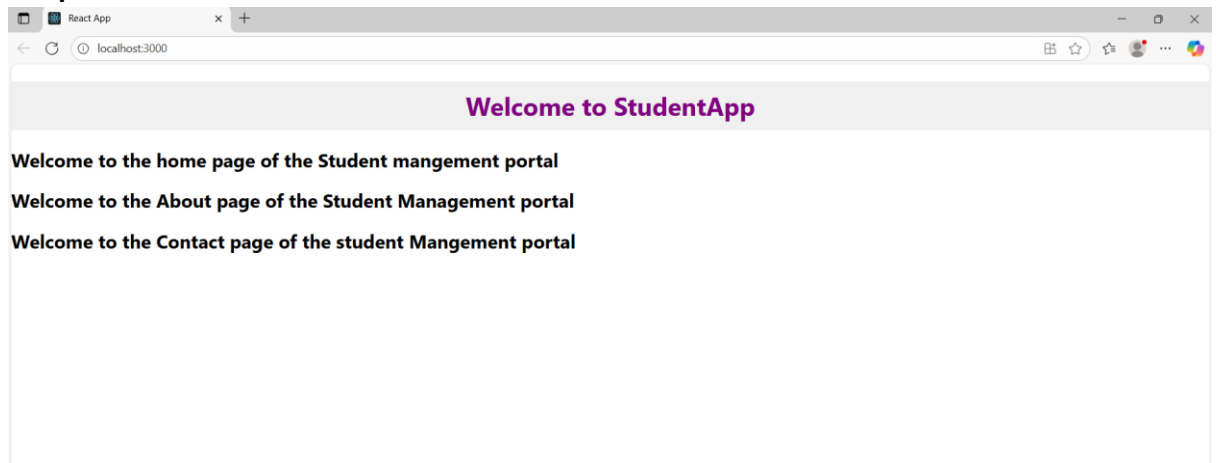 React App
localhost:3000
Welcome to StudentApp
Welcome to the home page of the Student mangement portal
Welcome to the About page of the Student Management portal
Welcome to the Contact page of the student Mangement portal